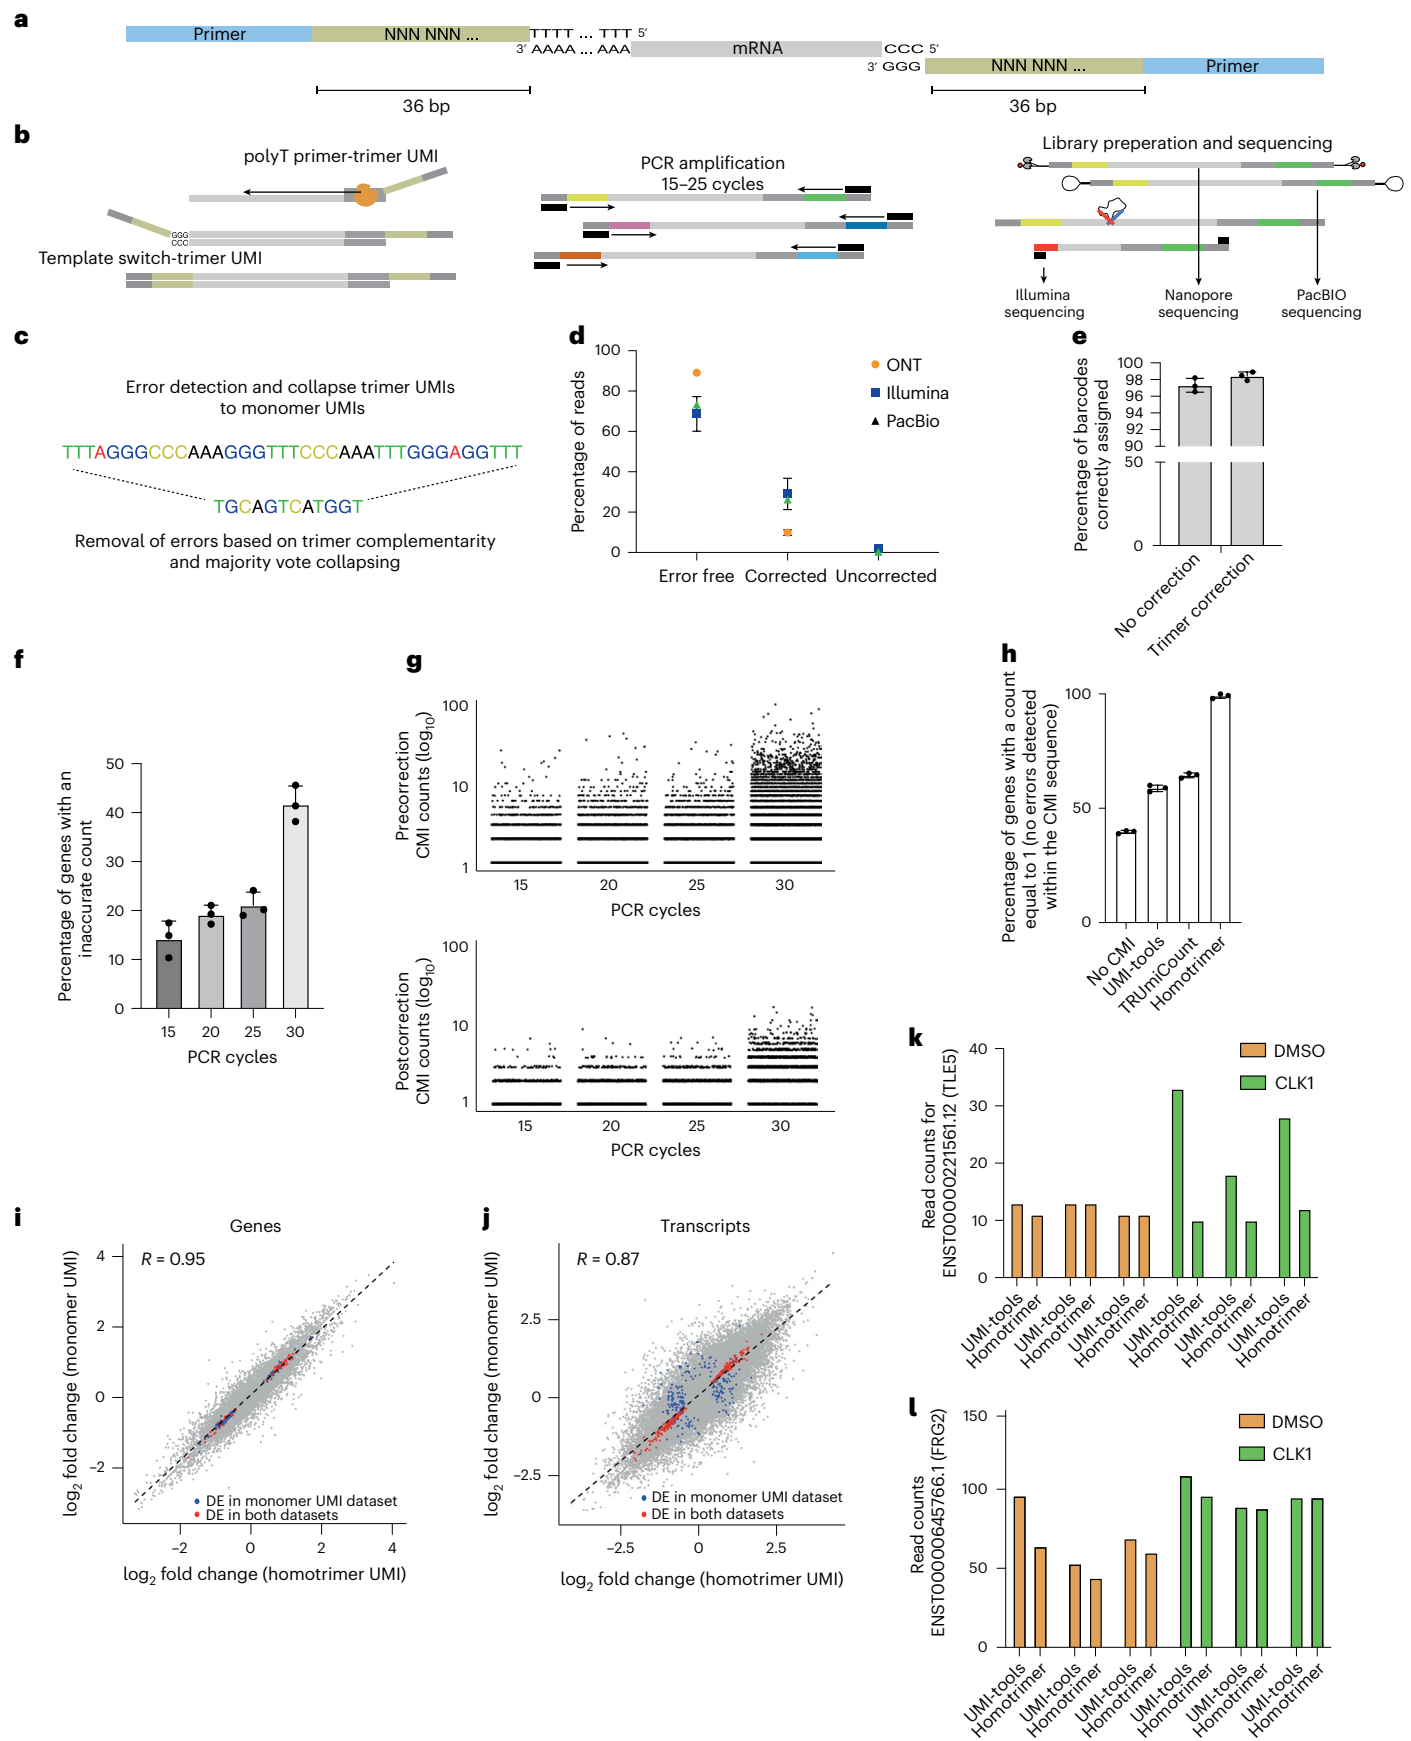 a
Primer
NNN NNN ...
TTTT ... TTT 5′
3′ AAAA ... AAA
mRNA
CCC 5′
3′ GGG
NNN NNN ...
Primer
36 bp
36 bp
b
polyT primer-trimer UMI
GGG
CCC
Template switch-trimer UMI
PCR amplification
15–25 cycles
Library preperation and sequencing
Illumina
sequencing
Nanopore
sequencing
PacBIO
sequencing
c
Error detection and collapse trimer UMIs
to monomer UMIs
TTTAGGGCCCAAAGGGTTTCCCAAATTTGGGAGGTTT
TGCAGTCATGGT
Removal of errors based on trimer complementarity
and majority vote collapsing
d
Percentage of reads
100
80
60
40
20
0
Error free
Corrected
Uncorrected
ONT
Illumina
PacBio
e
Percentage of barcodes
correctly assigned
100
98
96
94
92
90
50
0
No correction
Trimer correction
f
Percentage of genes with an
inaccurate count
50
40
30
20
10
0
15
20
25
30
PCR cycles
g
Precorrection
CMI counts (log10)
100
10
1
15
20
25
30
PCR cycles
Postcorrection
CMI counts (log10)
100
10
1
15
20
25
30
PCR cycles
h
Percentage of genes with a count
equal to 1 (no errors detected
within the CMI sequence)
100
50
0
No CMI
UMI-tools
TRUmiCount
Homotrimer
i
Genes
R = 0.95
log2 fold change (monomer UMI)
4
2
0
−2
DE in monomer UMI dataset
DE in both datasets
−2
0
2
4
log2 fold change (homotrimer UMI)
j
Transcripts
R = 0.87
log2 fold change (monomer UMI)
2.5
0
−2.5
DE in monomer UMI dataset
DE in both datasets
−2.5
0
2.5
log2 fold change (homotrimer UMI)
k
Read counts for
ENST00000221561.12 (TLE5)
40
30
20
10
0
DMSO
CLK1
UMI-tools
Homotrimer
UMI-tools
Homotrimer
UMI-tools
Homotrimer
UMI-tools
Homotrimer
UMI-tools
Homotrimer
UMI-tools
Homotrimer
l
Read counts
ENST00000645766.1 (FRG2)
150
100
50
0
DMSO
CLK1
UMI-tools
Homotrimer
UMI-tools
Homotrimer
UMI-tools
Homotrimer
UMI-tools
Homotrimer
UMI-tools
Homotrimer
UMI-tools
Homotrimer